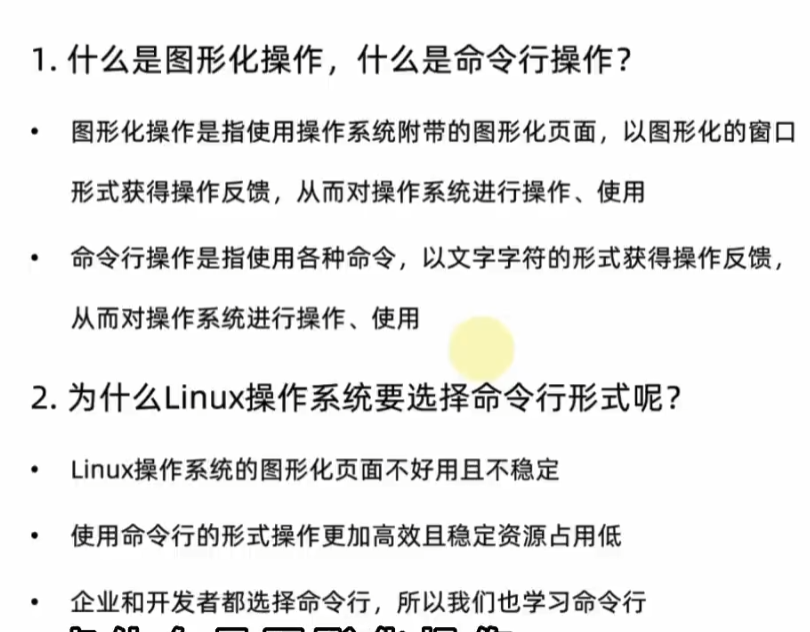 1. 什么是图形化操作，什么是命令行操作？
• 图形化操作是指使用操作系统附带的图形化页面，以图形化的窗口
形式获得操作反馈，从而对操作系统进行操作、使用
• 命令行操作是指使用各种命令，以文字字符的形式获得操作反馈，
从而对操作系统进行操作、使用
2. 为什么Linux操作系统要选择命令行形式呢？
• Linux操作系统的图形化页面不好用且不稳定
• 使用命令行的形式操作更加高效且稳定资源占用低
• 企业和开发者都选择命令行，所以我们也学习命令行